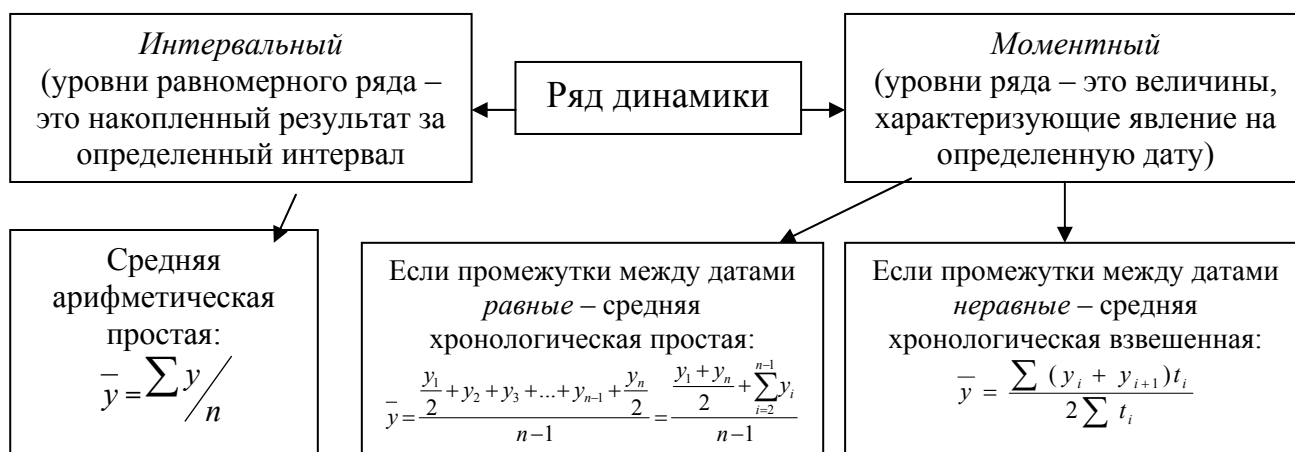 Интервальный
(уровни равномерного ряда –
это накопленный результат за
определенный интервал
Ряд динамики
Моментный
(уровни ряда – это величины,
характеризующие явление на
определенную дату)
Средняя
арифметическая
простая:
y̅ = ∑ y / n
Если промежутки между датами
равные – средняя
хронологическая простая:
y̅ = (y₁/2 + y₂ + y₃ + ... + yₙ₋₁ + yₙ/2) / (n−1) = ((y₁ + yₙ)/2 + ∑ᵢ₌₂ⁿ⁻¹ yᵢ) / (n−1)
Если промежутки между датами
неравные – средняя
хронологическая взвешенная:
y̅ = ∑ (yᵢ + yᵢ₊₁)tᵢ / 2 ∑ tᵢ